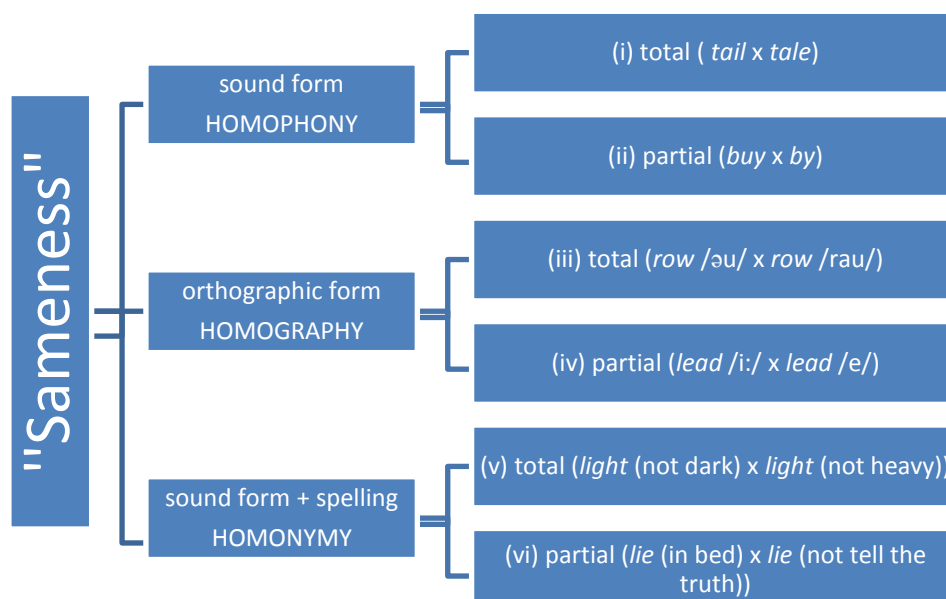 "Sameness"
sound form
HOMOPHONY
(i) total ( tail x tale)
(ii) partial (buy x by)
orthographic form
HOMOGRAPHY
(iii) total (row /əu/ x row /rau/)
(iv) partial (lead /i:/ x lead /e/)
sound form + spelling
HOMONYMY
(v) total (light (not dark) x light (not heavy))
(vi) partial (lie (in bed) x lie (not tell the
truth))